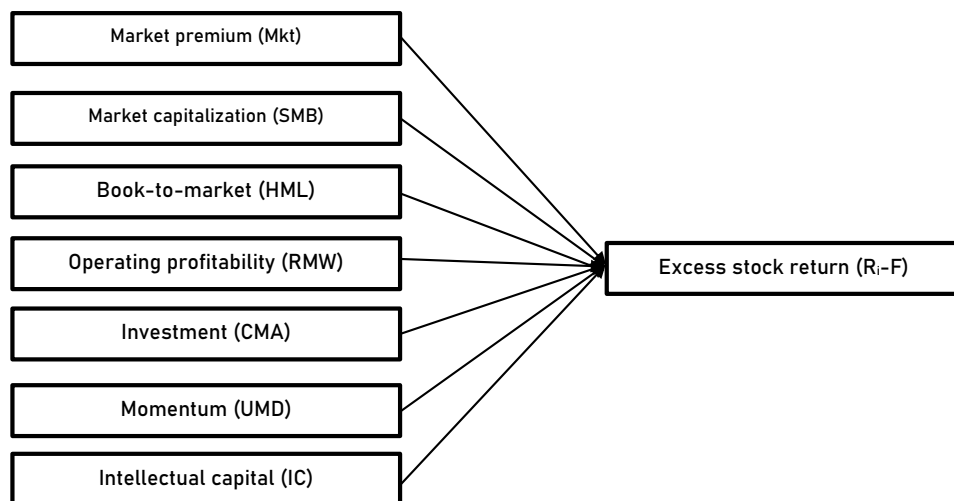 Market premium (Mkt)
Market capitalization (SMB)
Book-to-market (HML)
Operating profitability (RMW)
Excess stock return (Rᵢ-F)
Investment (CMA)
Momentum (UMD)
Intellectual capital (IC)